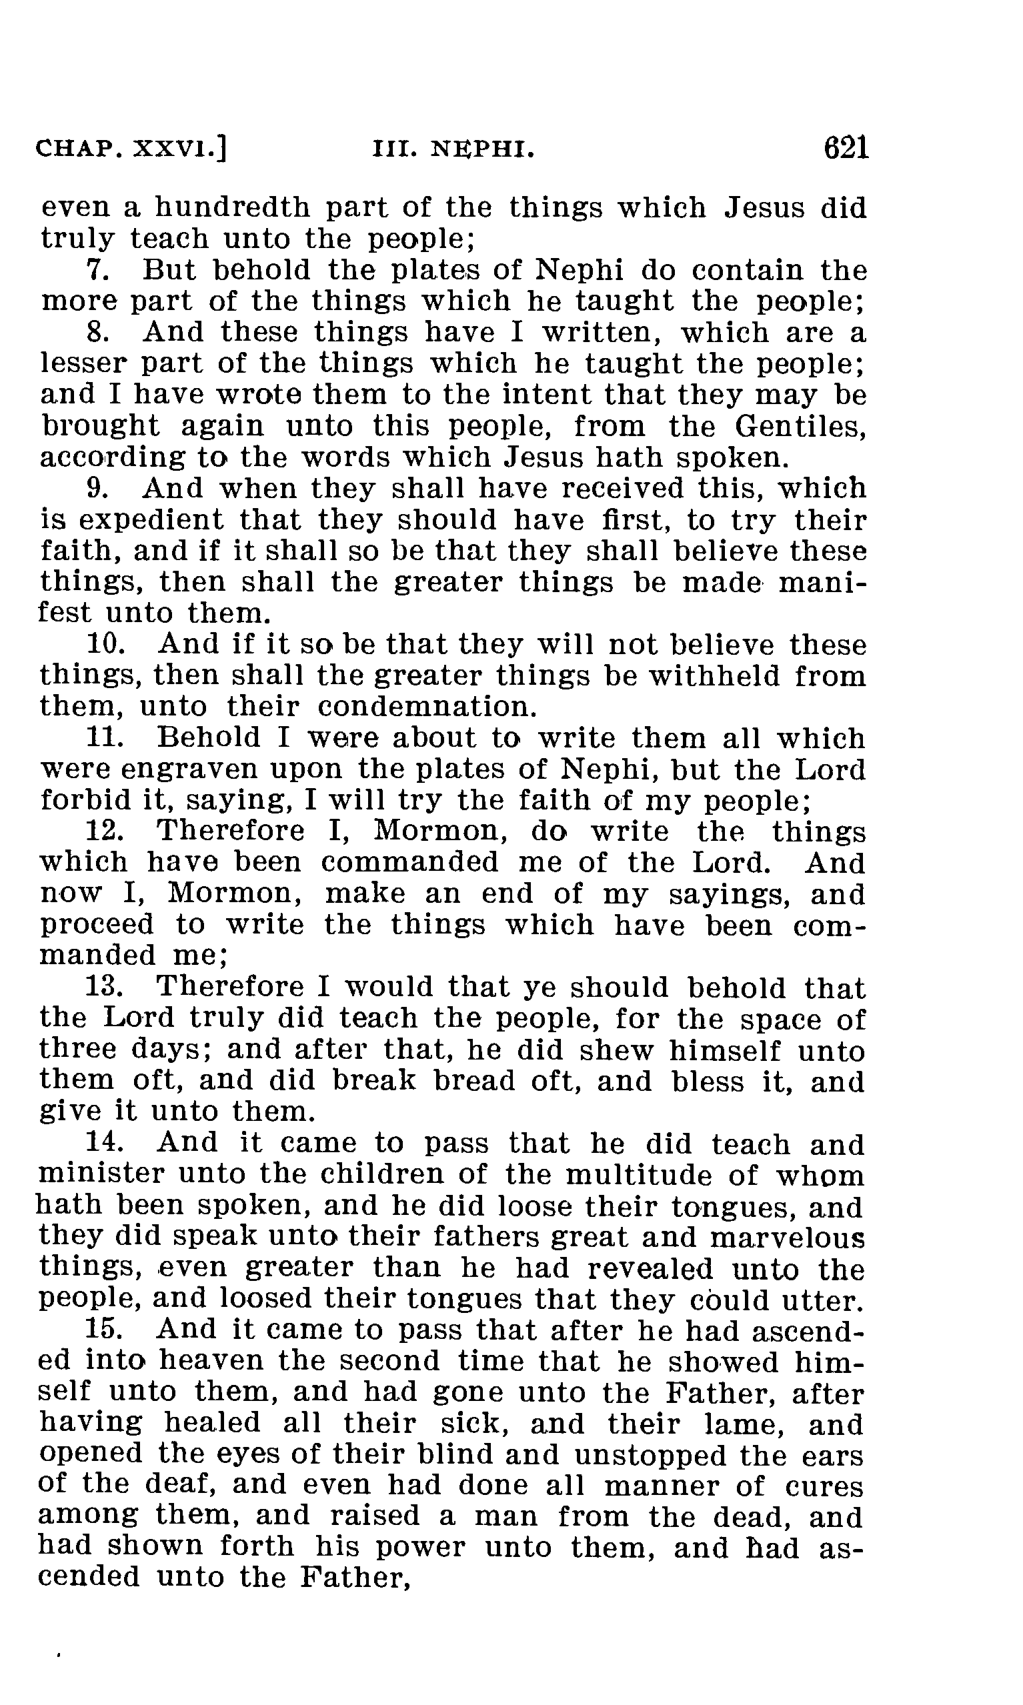 CHAP. XXVI.] III. NEPHI. 621
even a hundredth part of the things which Jesus did
truly teach unto the people;
7. But behold the plates of Nephi do contain the
more part of the things which he taught the people;
8. And these things have I written, which are a
lesser part of the things which he taught the people;
and I have wrote them to the intent that they may be
brought again unto this people, from the Gentiles,
according to the words which Jesus hath spoken.
9. And when they shall have received this, which
is expedient that they should have first, to try their
faith, and if it shall so be that they shall believe these
things, then shall the greater things be made mani-
fest unto them.
10. And if it so be that they will not believe these
things, then shall the greater things be withheld from
them, unto their condemnation.
11. Behold I were about to write them all which
were engraven upon the plates of Nephi, but the Lord
forbid it, saying, I will try the faith of my people;
12. Therefore I, Mormon, do write the things
which have been commanded me of the Lord. And
now I, Mormon, make an end of my sayings, and
proceed to write the things which have been com-
manded me;
13. Therefore I would that ye should behold that
the Lord truly did teach the people, for the space of
three days; and after that, he did shew himself unto
them oft, and did break bread oft, and bless it, and
give it unto them.
14. And it came to pass that he did teach and
minister unto the children of the multitude of whom
hath been spoken, and he did loose their tongues, and
they did speak unto their fathers great and marvelous
things, even greater than he had revealed unto the
people, and loosed their tongues that they could utter.
15. And it came to pass that after he had ascend-
ed into heaven the second time that he showed him-
self unto them, and had gone unto the Father, after
having healed all their sick, and their lame, and
opened the eyes of their blind and unstopped the ears
of the deaf, and even had done all manner of cures
among them, and raised a man from the dead, and
had shown forth his power unto them, and had as-
cended unto the Father,